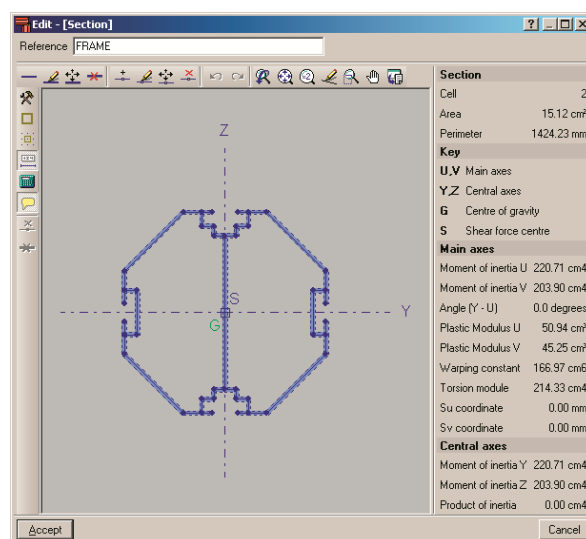 Edit - [Section]
Reference FRAME
Section
Cell 2
Area 15.12 cm²
Perimeter 1424.23 mm
Key
U,V Main axes
Y,Z Central axes
G Centre of gravity
S Shear force centre
Main axes
Moment of inertia U 220.71 cm4
Moment of inertia V 203.90 cm4
Angle (Y - U) 0.0 degrees
Plastic Modulus U 50.94 cm³
Plastic Modulus V 45.25 cm³
Warping constant 166.97 cm6
Torsion module 214.33 cm4
Su coordinate 0.00 mm
Sv coordinate 0.00 mm
Central axes
Moment of inertia Y 220.71 cm4
Moment of inertia Z 203.90 cm4
Product of inertia 0.00 cm4
Z
S
Y
G
Accept
Cancel